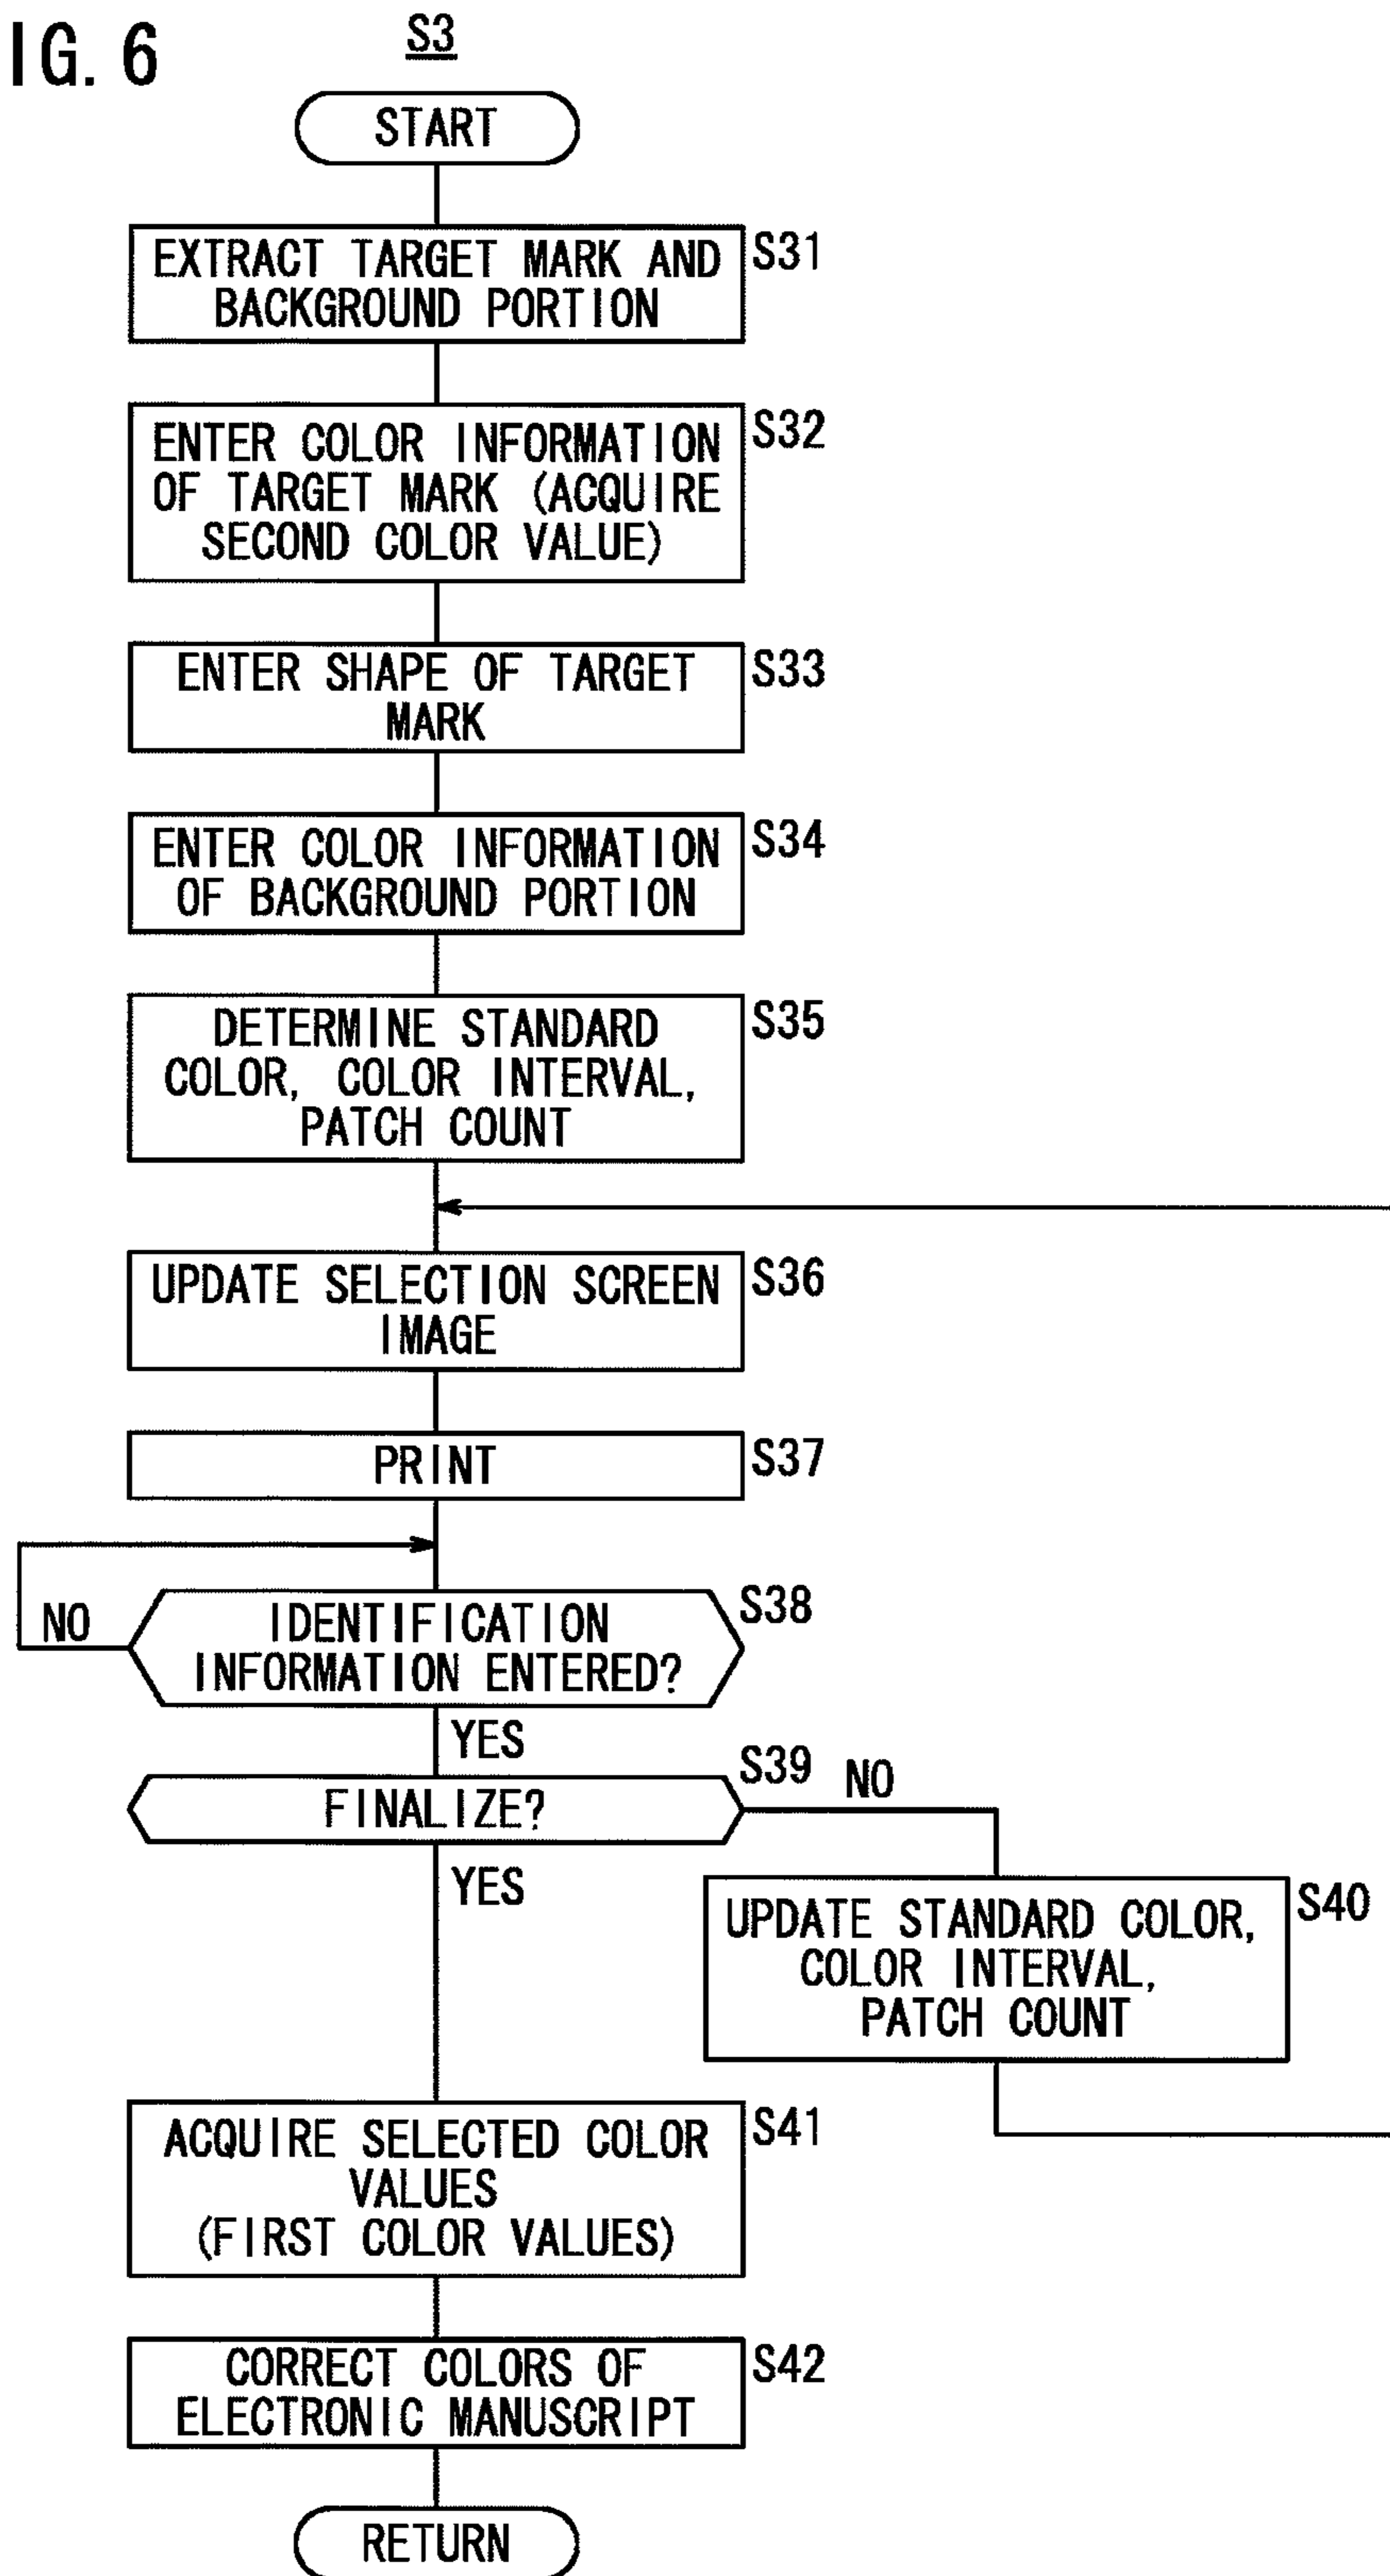 IG. 6
S3
START
EXTRACT TARGET MARK AND
BACKGROUND PORTION
S31
ENTER COLOR INFORMATION
OF TARGET MARK (ACQUIRE
SECOND COLOR VALUE)
S32
ENTER SHAPE OF TARGET
MARK
S33
ENTER COLOR INFORMATION
OF BACKGROUND PORTION
S34
DETERMINE STANDARD
COLOR, COLOR INTERVAL,
PATCH COUNT
S35
UPDATE SELECTION SCREEN
IMAGE
S36
PRINT
S37
NO
IDENTIFICATION
INFORMATION ENTERED?
S38
YES
FINALIZE?
S39
NO
YES
UPDATE STANDARD COLOR,
COLOR INTERVAL,
PATCH COUNT
S40
ACQUIRE SELECTED COLOR
VALUES
(FIRST COLOR VALUES)
S41
CORRECT COLORS OF
ELECTRONIC MANUSCRIPT
S42
RETURN